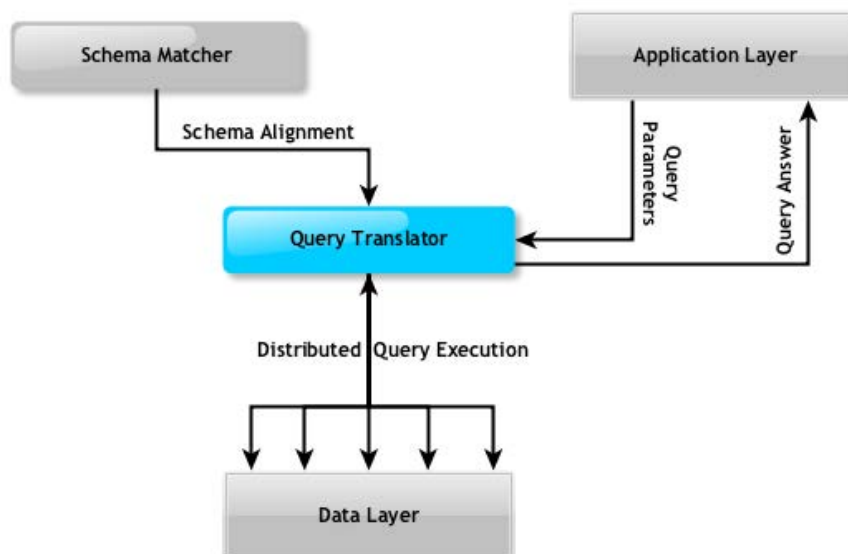 Schema Matcher
Application Layer
Schema Alignment
Query
Parameters
Query Answer
Query Translator
Distributed Query Execution
Data Layer